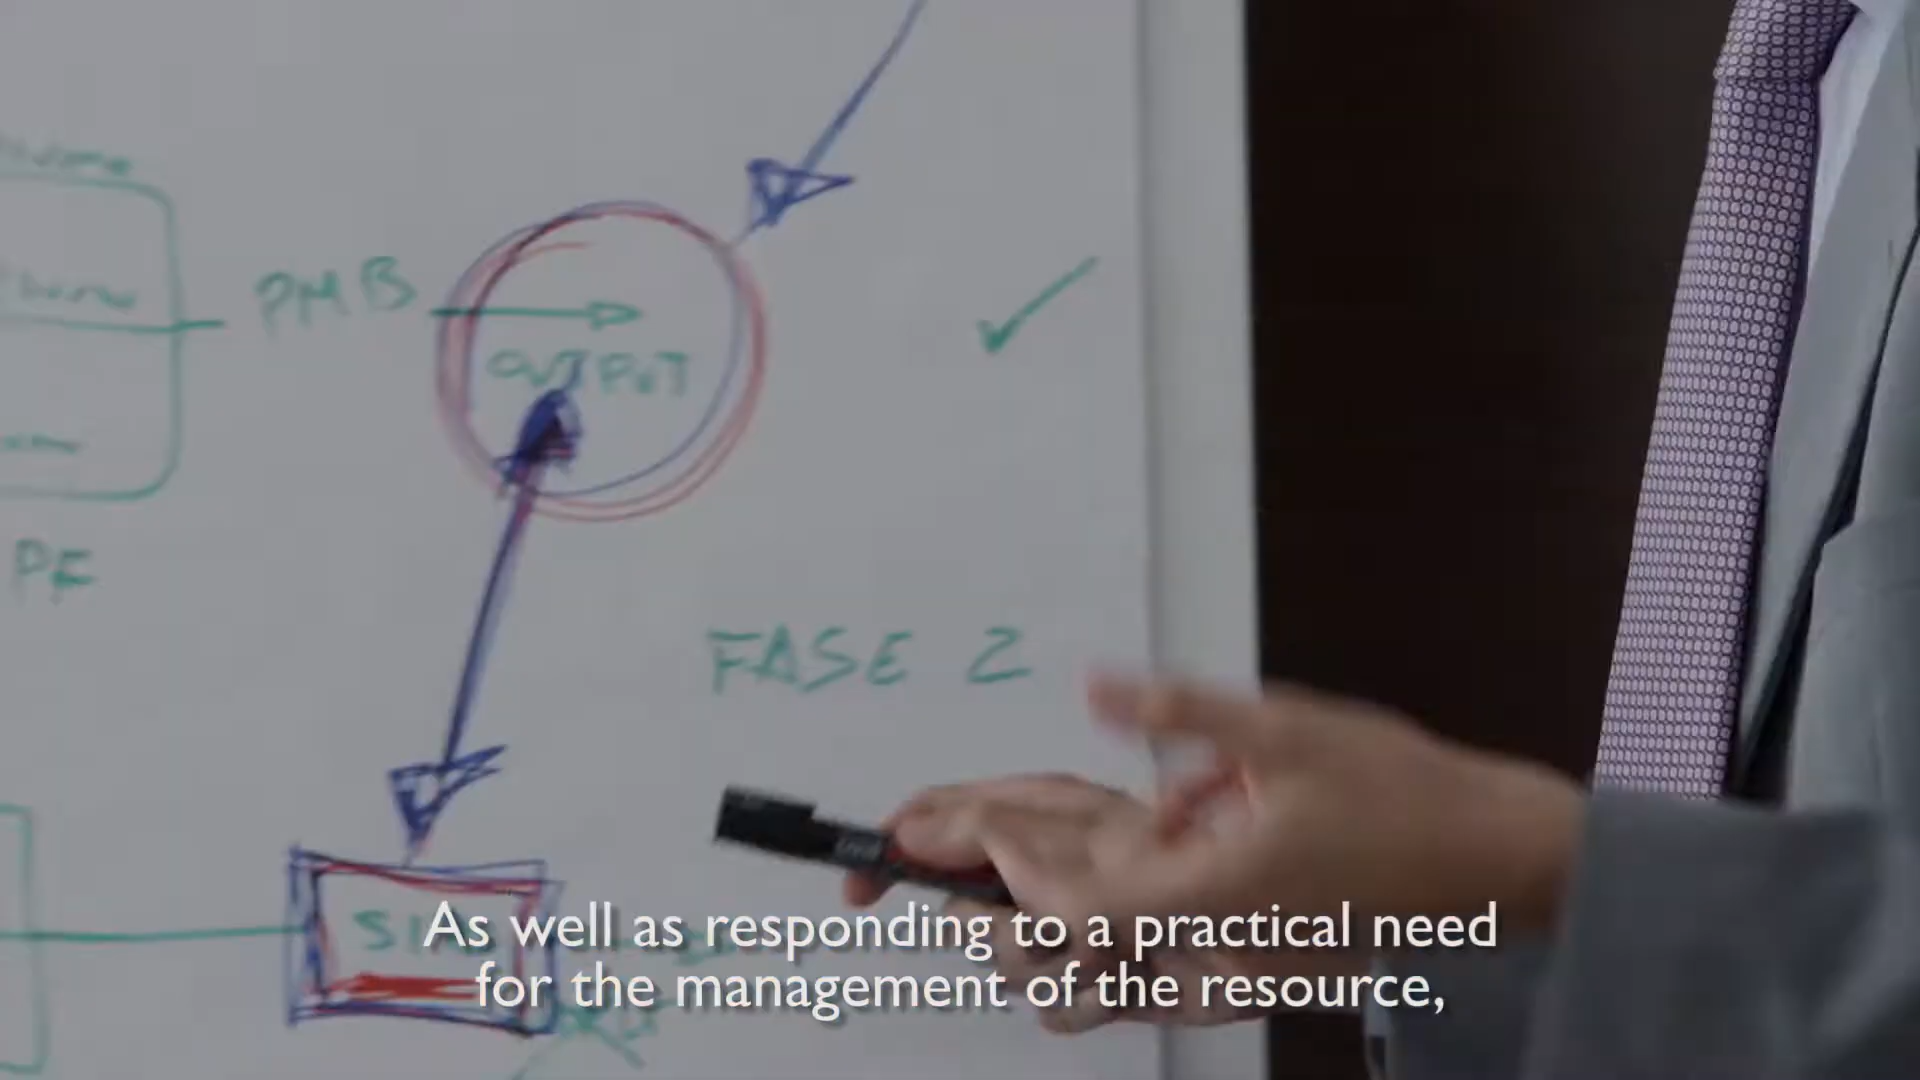 PMB
OUTPUT
PF
FASE 2
As well as responding to a practical need
for the management of the resource,